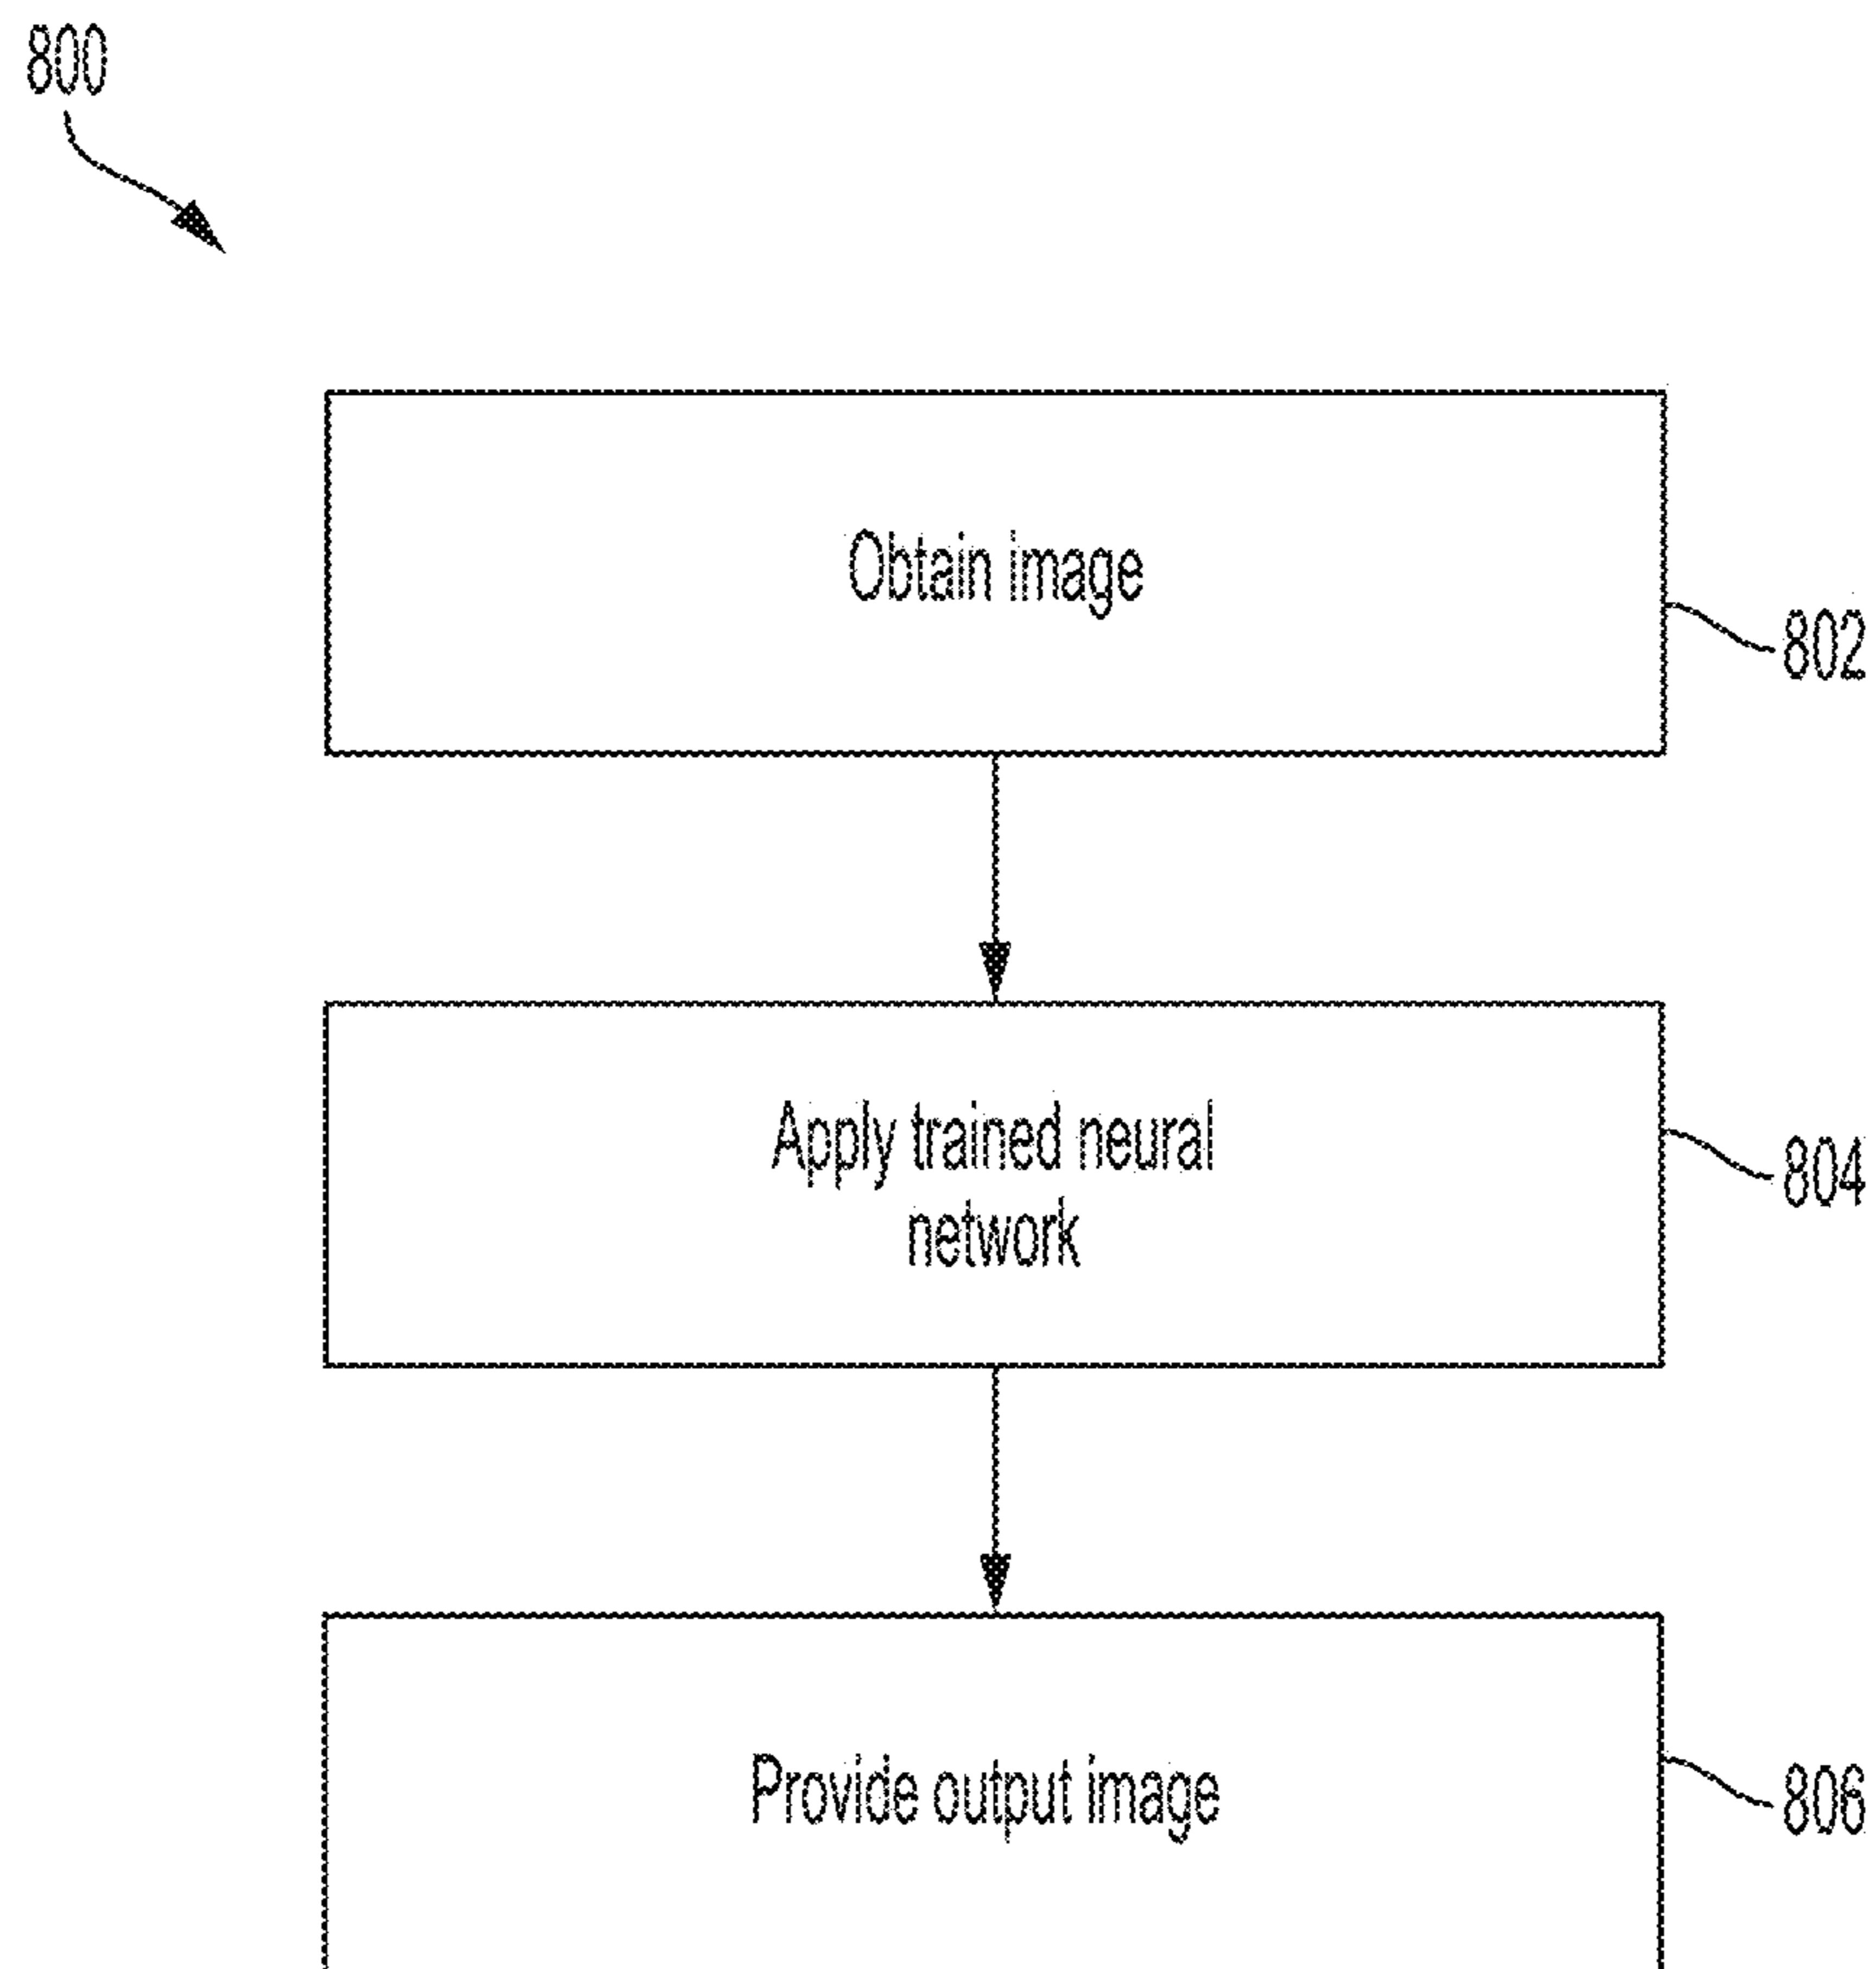 800
Obtain image
802
Apply trained neural
network
804
Provide output image
806